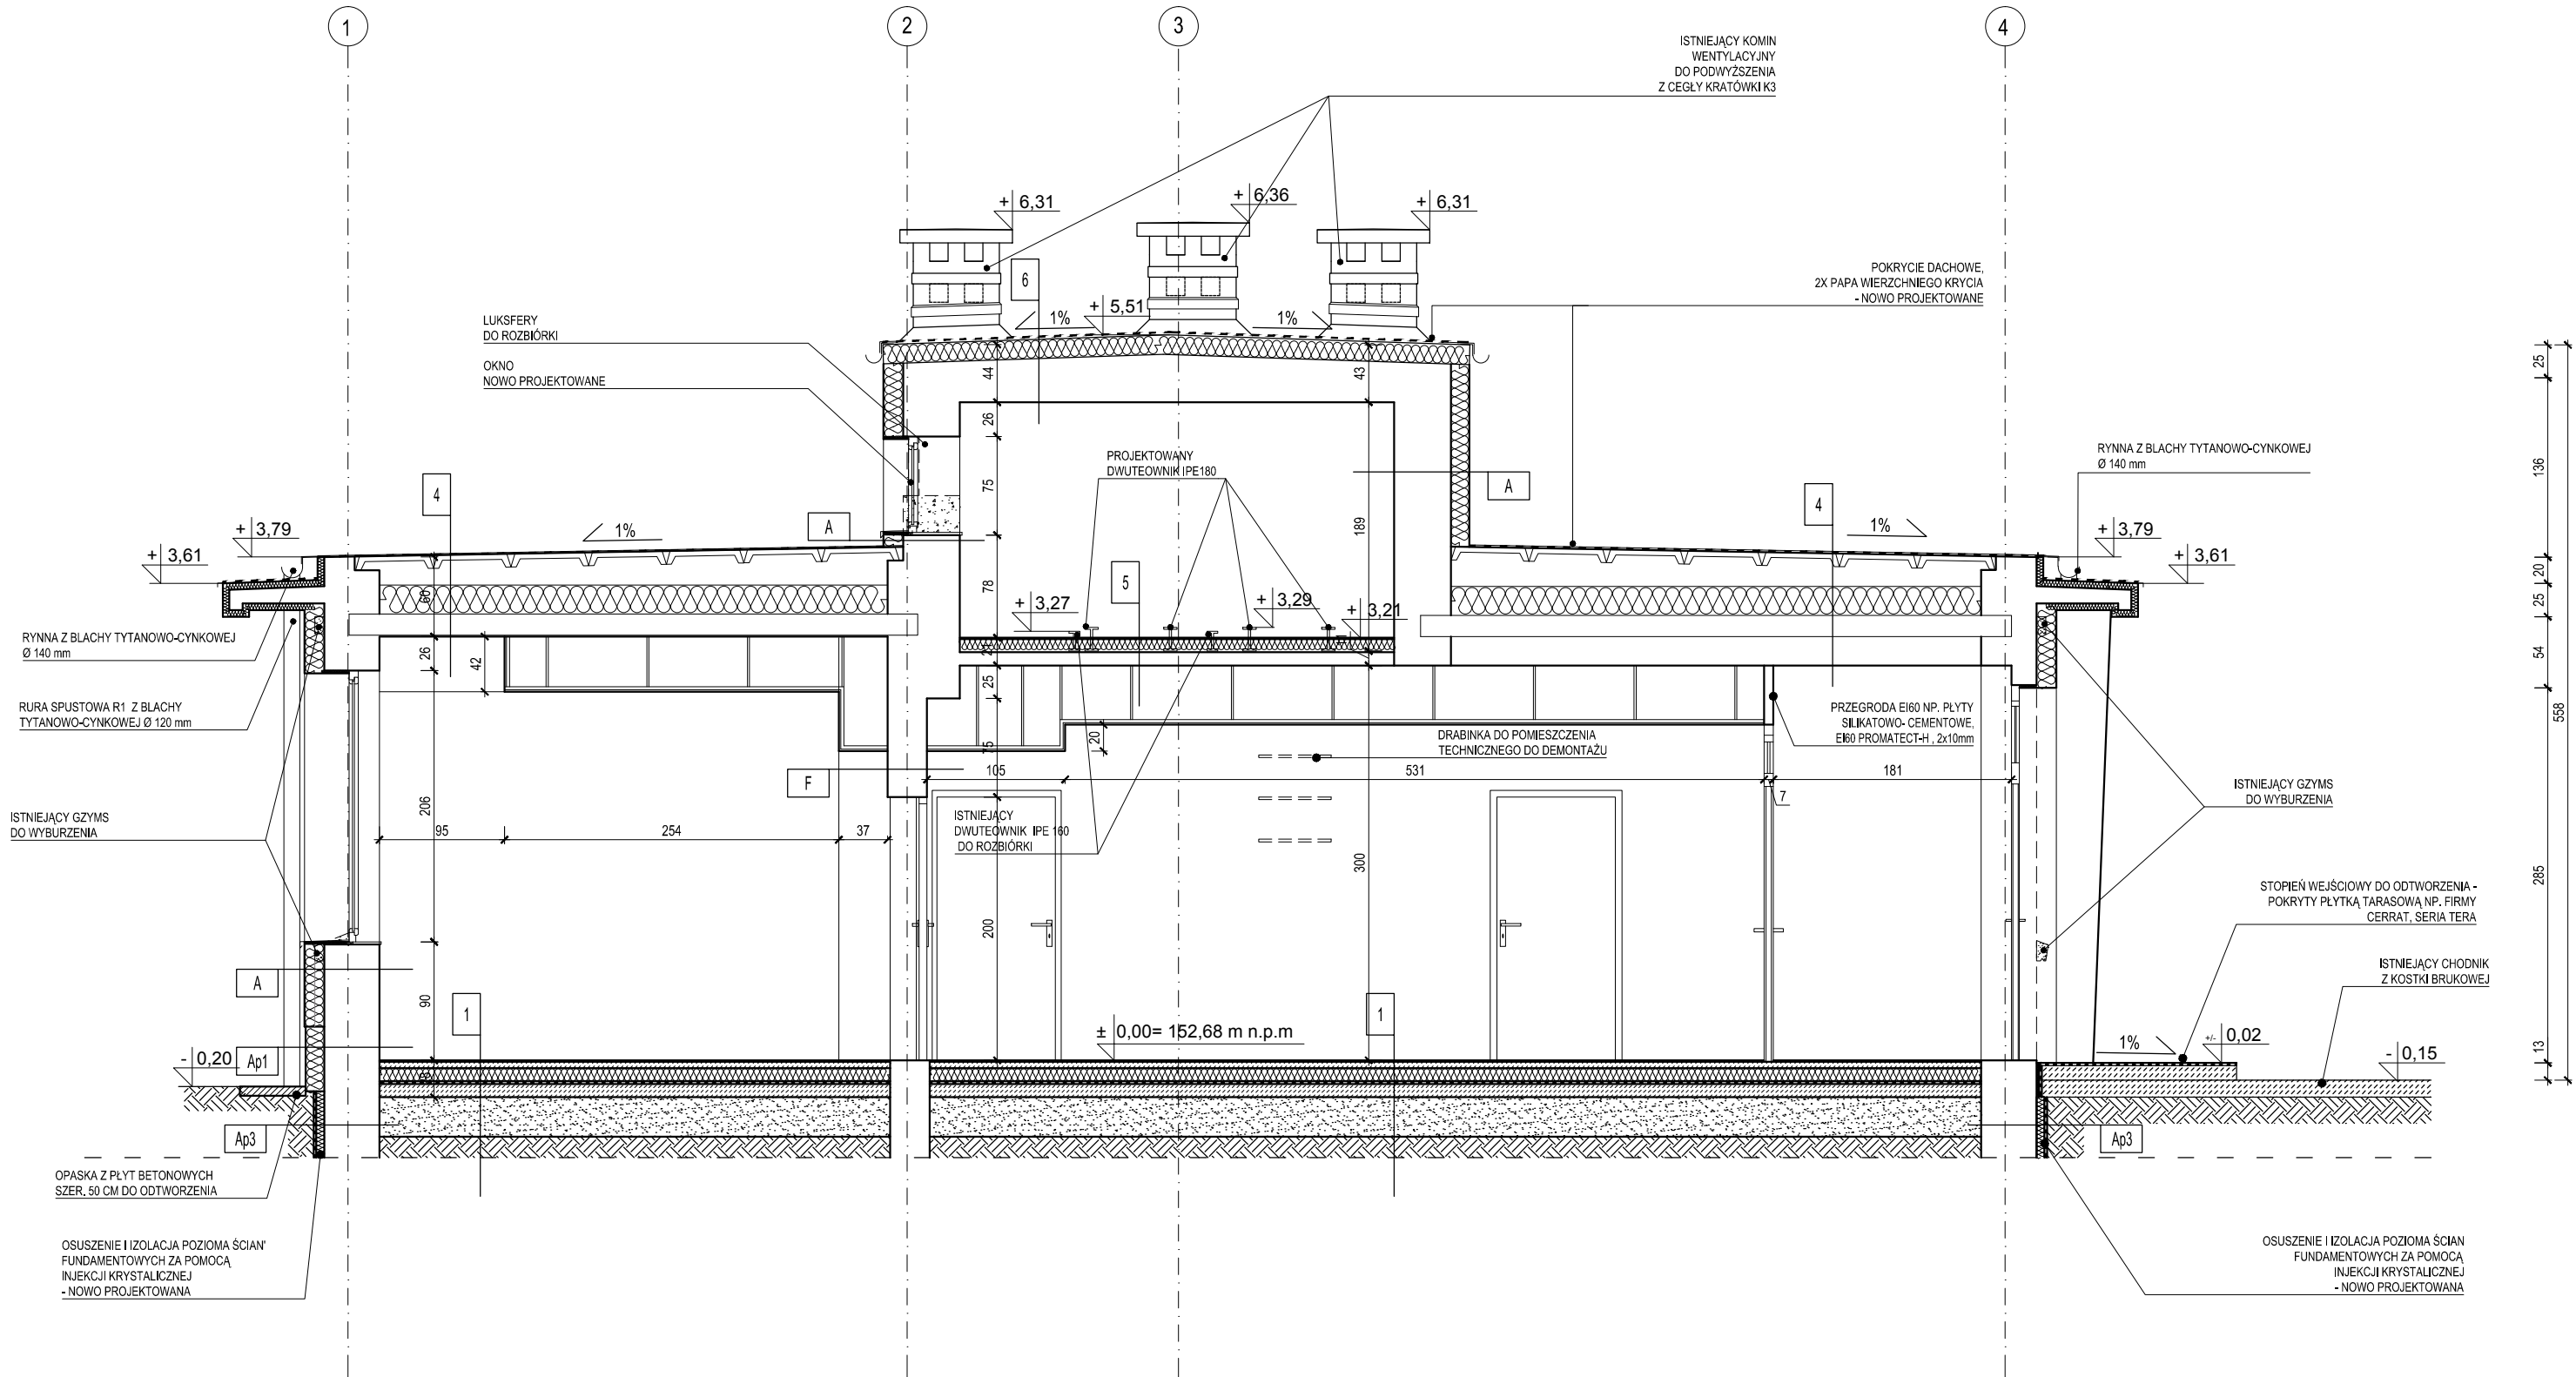 1
2
3
4
ISTNIEJĄCY KOMIN
WENTYLACYJNY
DO PODWYŻSZENIA
Z CEGŁY KRATÓWKI K3
+ 6,31
+ 6,36
+ 6,31
6
POKRYCIE DACHOWE,
2X PAPA WIERZCHNIEGO KRYCIA
- NOWO PROJEKTOWANE
+ 5,51
1%
1%
LUKSFERY
DO ROZBIÓRKI
OKNO
NOWO PROJEKTOWANE
44
43
25
26
PROJEKTOWANY
DWUTEOWNIK IPE180
RYNNA Z BLACHY TYTANOWO-CYNKOWEJ
Ø 140 mm
136
4
75
A
4
A
189
+ 3,79
1%
1%
+ 3,79
+ 3,61
+ 3,61
20
25
558
60
78
5
+ 3,27
+ 3,29
+ 3,21
RYNNA Z BLACHY TYTANOWO-CYNKOWEJ
Ø 140 mm
26
42
21
25
54
RURA SPUSTOWA R1 Z BLACHY
TYTANOWO-CYNKOWEJ Ø 120 mm
PRZEGRODA EI60 NP. PŁYTY
SILIKATOWO- CEMENTOWE,
EI60 PROMATECT-H , 2x10mm
20
75
DRABINKA DO POMIESZCZENIA
TECHNICZNEGO DO DEMONTAŻU
F
105
531
181
7
206
ISTNIEJĄCY GZYMS
DO WYBURZENIA
ISTNIEJĄCY GZYMS
DO WYBURZENIA
95
254
37
ISTNIEJĄCY
DWUTEOWNIK IPE 160
DO ROZBIÓRKI
300
285
200
STOPIEŃ WEJŚCIOWY DO ODTWORZENIA -
POKRYTY PŁYTKĄ TARASOWĄ NP. FIRMY
CERRAT, SERIA TERA
A
90
1
1
ISTNIEJĄCY CHODNIK
Z KOSTKI BRUKOWEJ
± 0,00= 152,68 m n.p.m
- 0,20
Ap1
1%
+/- 0,02
- 0,15
13
Ap3
Ap3
OPASKA Z PŁYT BETONOWYCH
SZER. 50 CM DO ODTWORZENIA
OSUSZENIE I IZOLACJA POZIOMA ŚCIAN'
FUNDAMENTOWYCH ZA POMOCĄ
INJEKCJI KRYSTALICZNEJ
- NOWO PROJEKTOWANA
OSUSZENIE I IZOLACJA POZIOMA ŚCIAN
FUNDAMENTOWYCH ZA POMOCĄ
INJEKCJI KRYSTALICZNEJ
- NOWO PROJEKTOWANA